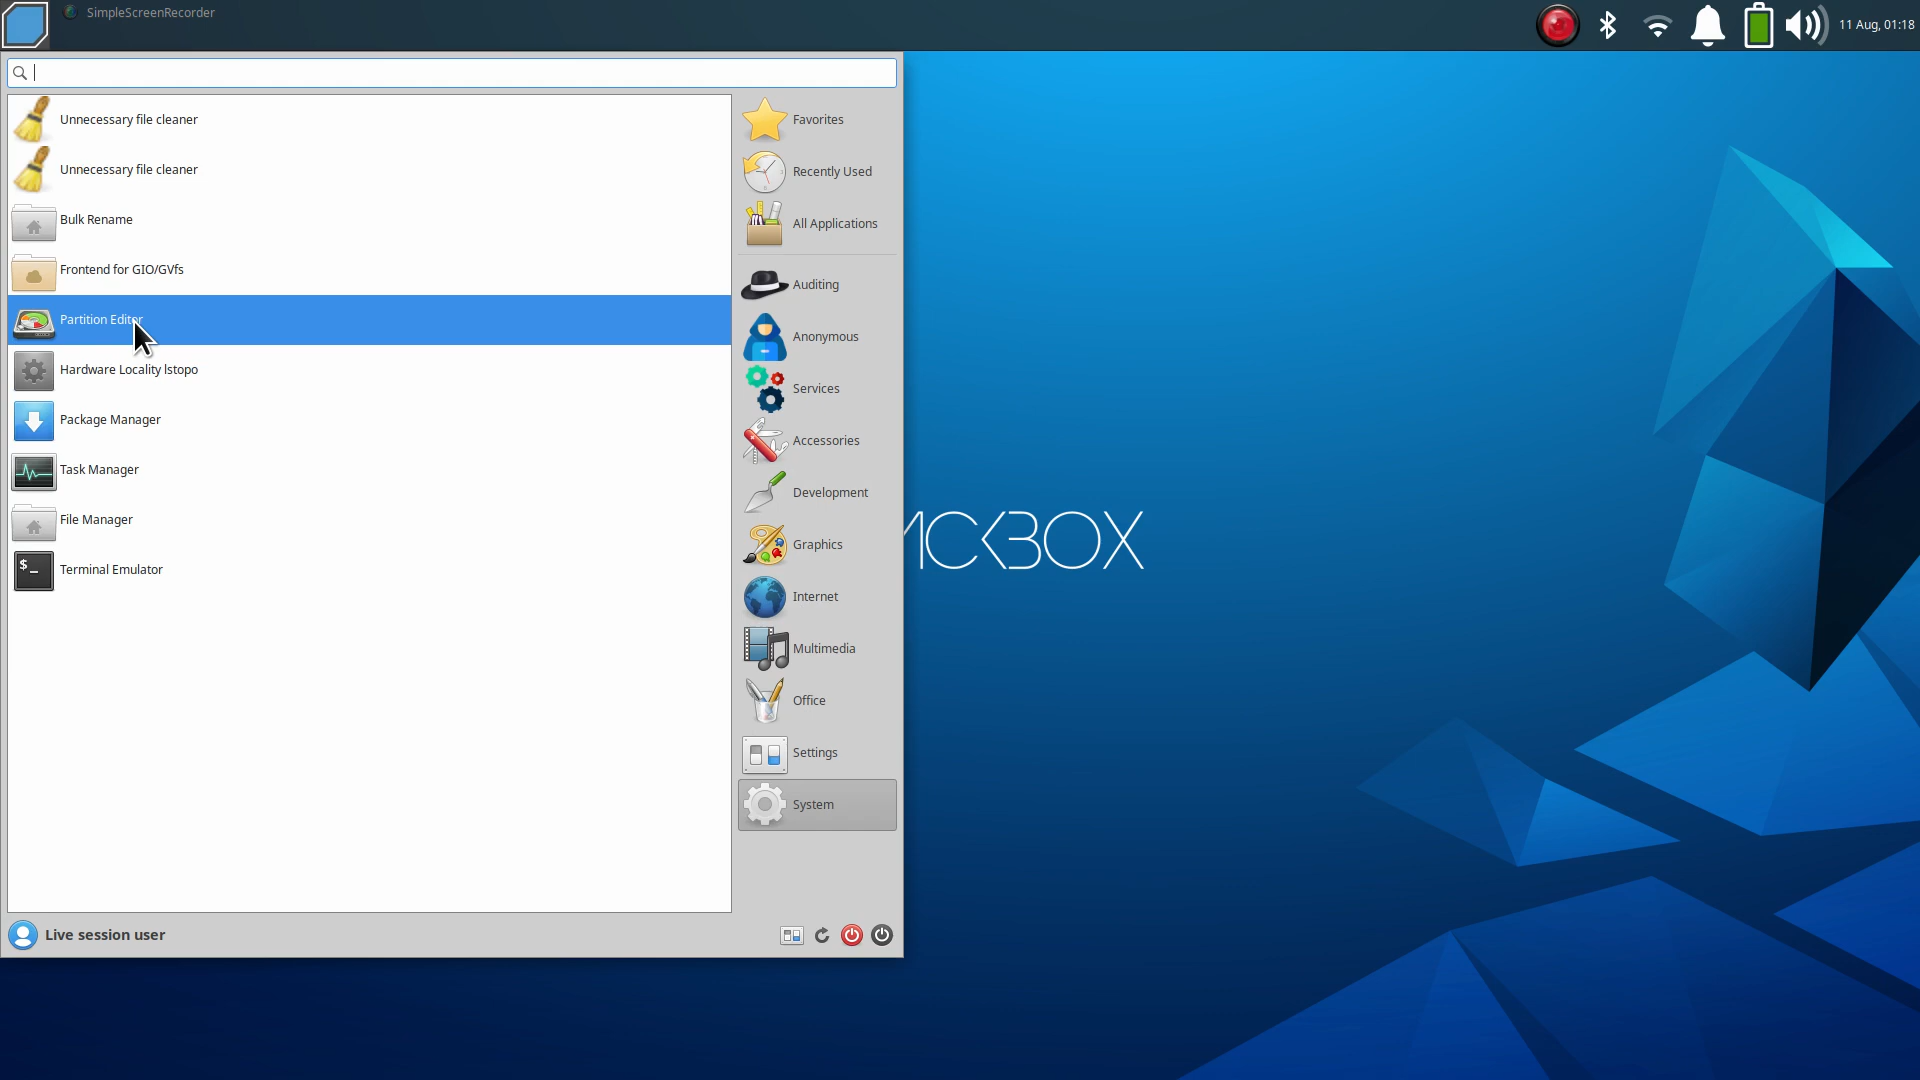 SimpleScreenRecorder
11 Aug, 01:18
Unnecessary file cleaner
Unnecessary file cleaner
Bulk Rename
Frontend for GIO/GVfs
Partition Editor
Hardware Locality lstopo
Package Manager
Task Manager
File Manager
Terminal Emulator
Favorites
Recently Used
All Applications
Auditing
Anonymous
Services
Accessories
Development
Graphics
Internet
Multimedia
Office
Settings
System
Live session user
$_